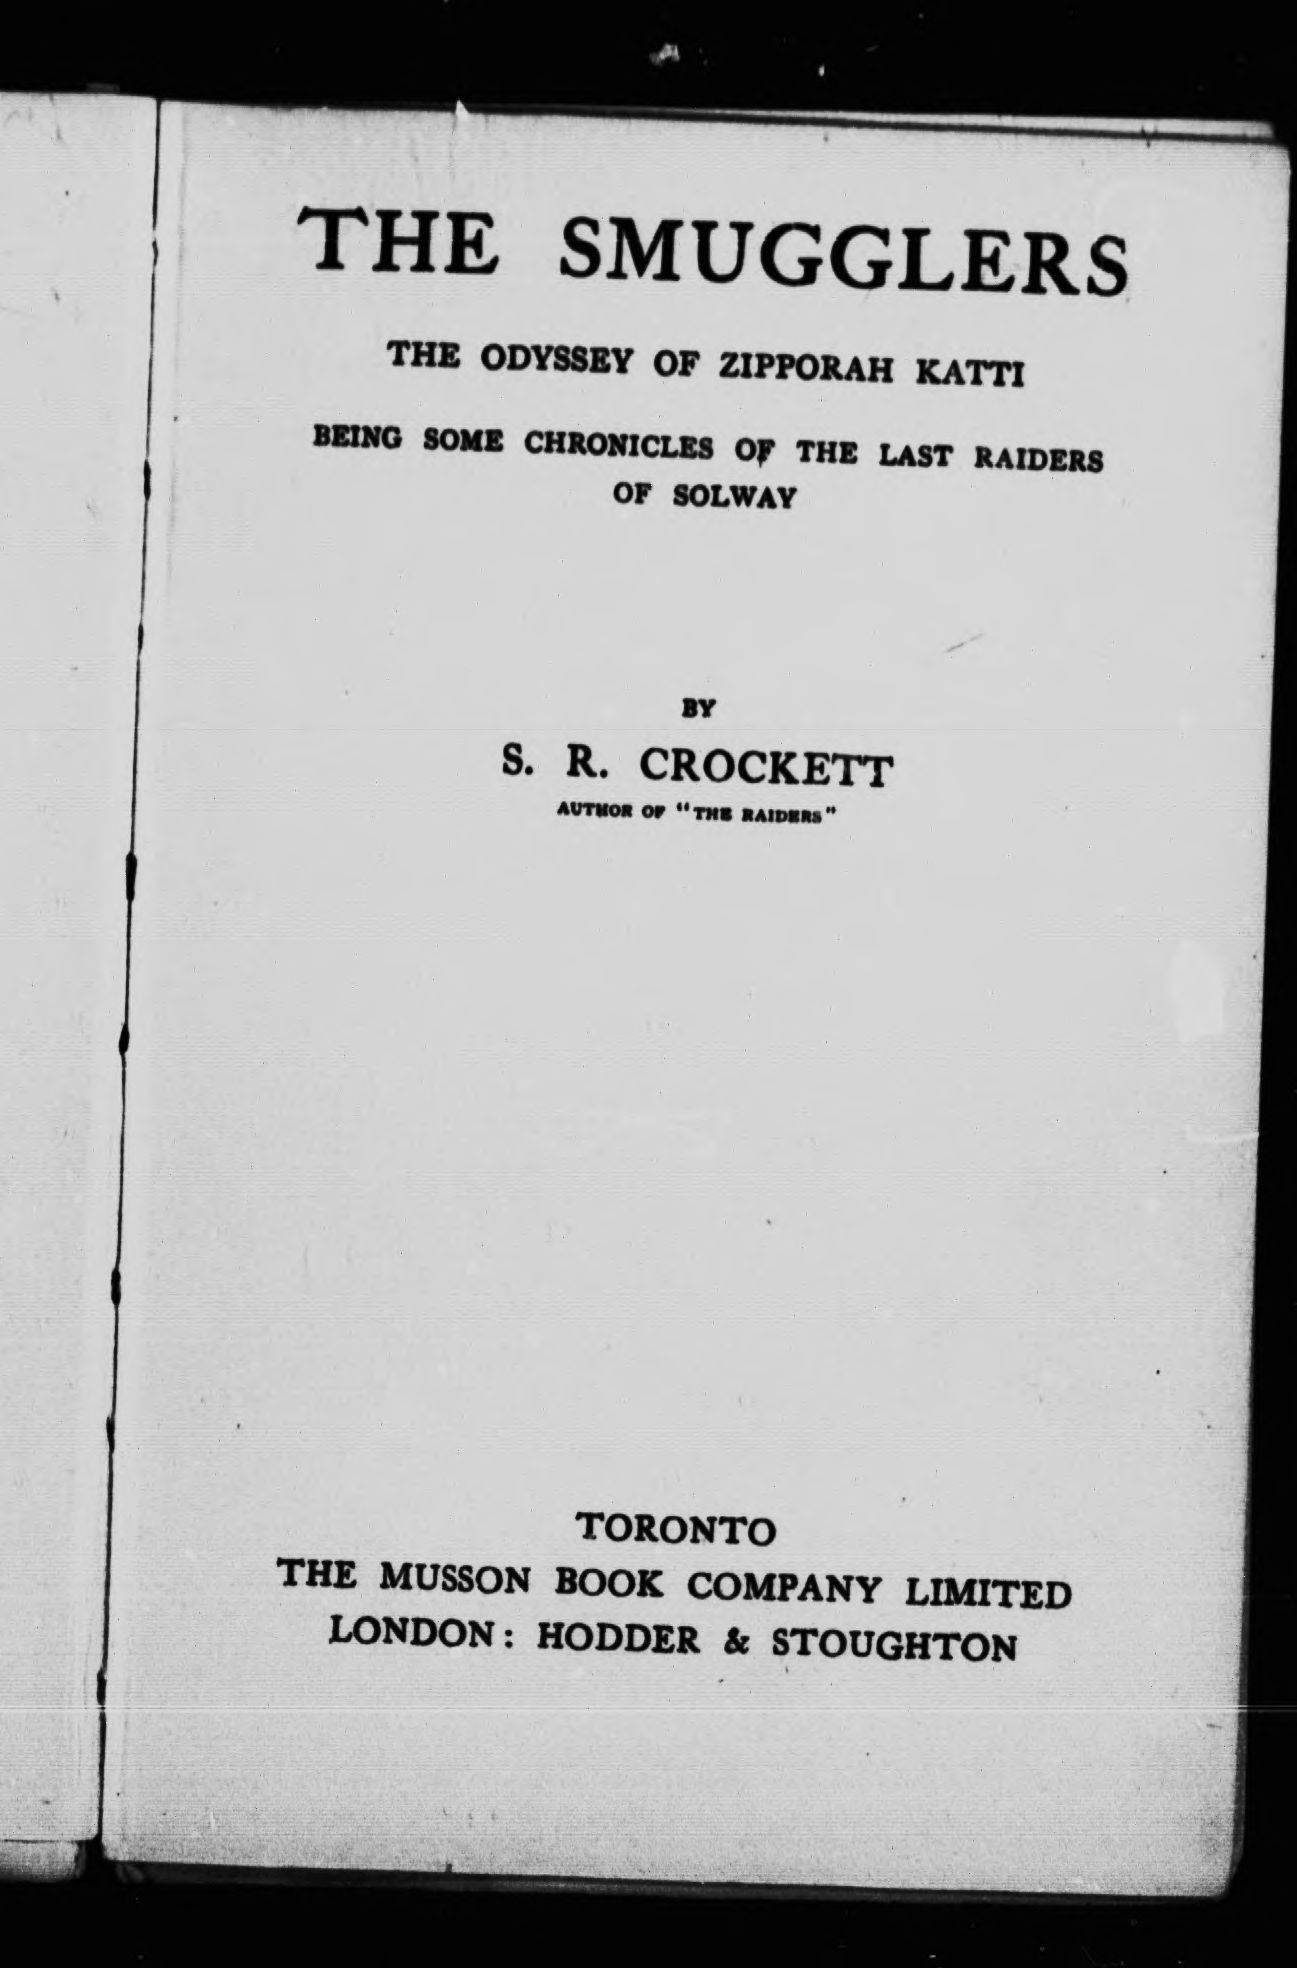 THE SMUGGLERS
THE ODYSSEY OF ZIPPORAH KATTI
BEING SOME CHRONICLES OF THE LAST RAIDERS
OF SOLWAY
BY
S. R. CROCKETT
AUTHOR OF "THE RAIDERS"
TORONTO
THE MUSSON BOOK COMPANY LIMITED
LONDON: HODDER & STOUGHTON